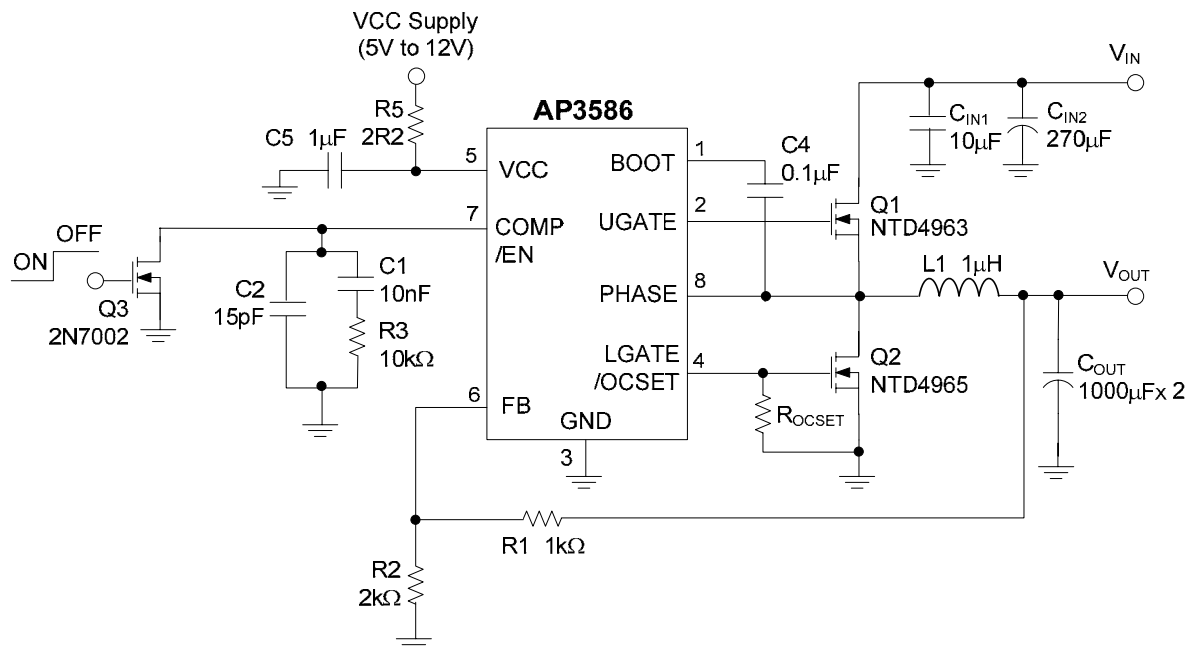 VCC Supply
(5V to 12V)
R5
2R2
C5 1μF
AP3586
5
VCC
BOOT
1
C4
0.1μF
VIN
CIN1
10μF
CIN2
270μF
7
COMP
/EN
UGATE
2
Q1
NTD4963
OFF
ON
Q3
2N7002
C2
15pF
C1
10nF
R3
10kΩ
PHASE
8
L1 1μH
VOUT
LGATE
/OCSET
4
Q2
NTD4965
COUT
1000μFx 2
ROCSET
6
FB
GND
3
R1 1kΩ
R2
2kΩ